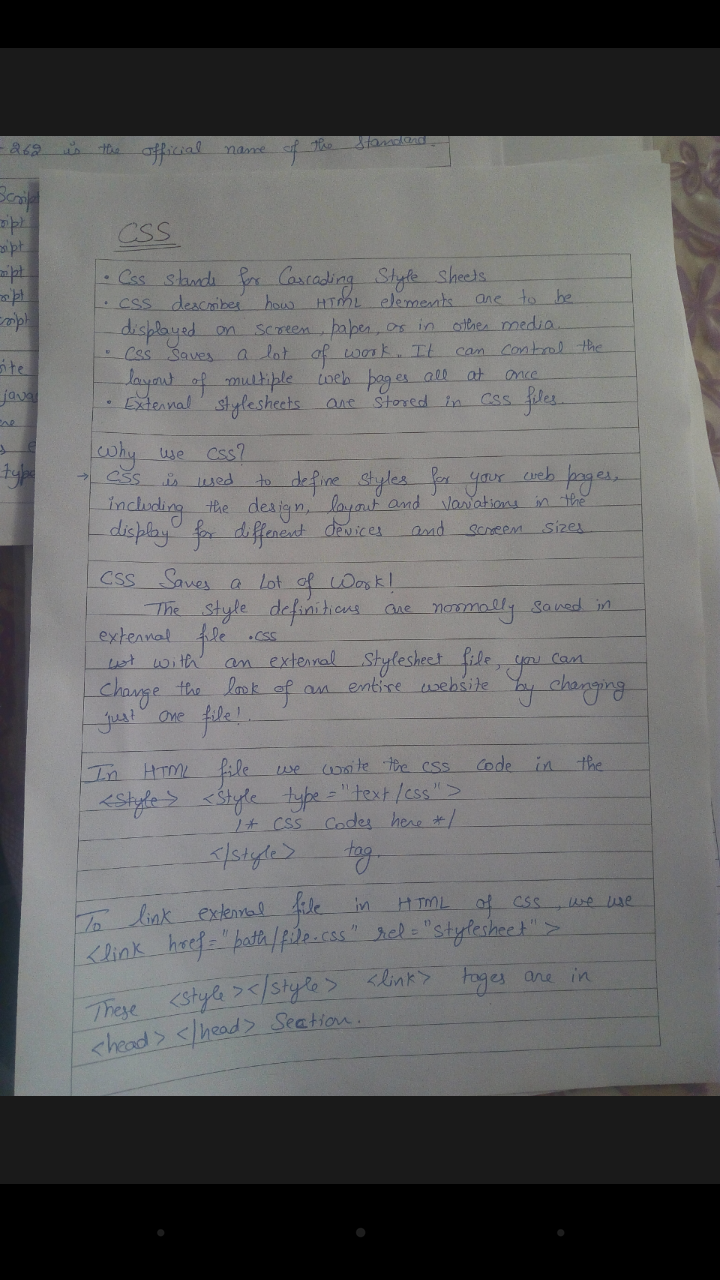 -262 is the official name of the Standard.
Script
ript
ipt
ript
ript
cript
site
java
type
CSS
• Css stands for Cascading Style Sheets
• CSS describes how HTML elements are to be
displayed on screen, paper, or in other media.
• Css Saves a lot of work. It can control the
layout of multiple web pages all at once
• External stylesheets are stored in CSS files.
Why use CSS?
→ CSS is used to define styles for your web pages,
including the design, layout and variations in the
display for different devices and screen sizes
CSS Saves a Lot of Work!
The style definitions are normally saved in
external file .css
with an external stylesheet file, you can
Change the look of an entire website by changing
just one file!
In HTML file we write the css code in the
<Style> <Style type="text/css">
/* CSS Codes here */
</style> tag.
To link external file in HTML of css, we use
<link href="path/file.css" rel="stylesheet">
These <style></style> <link> tages are in
<head> </head> Section.